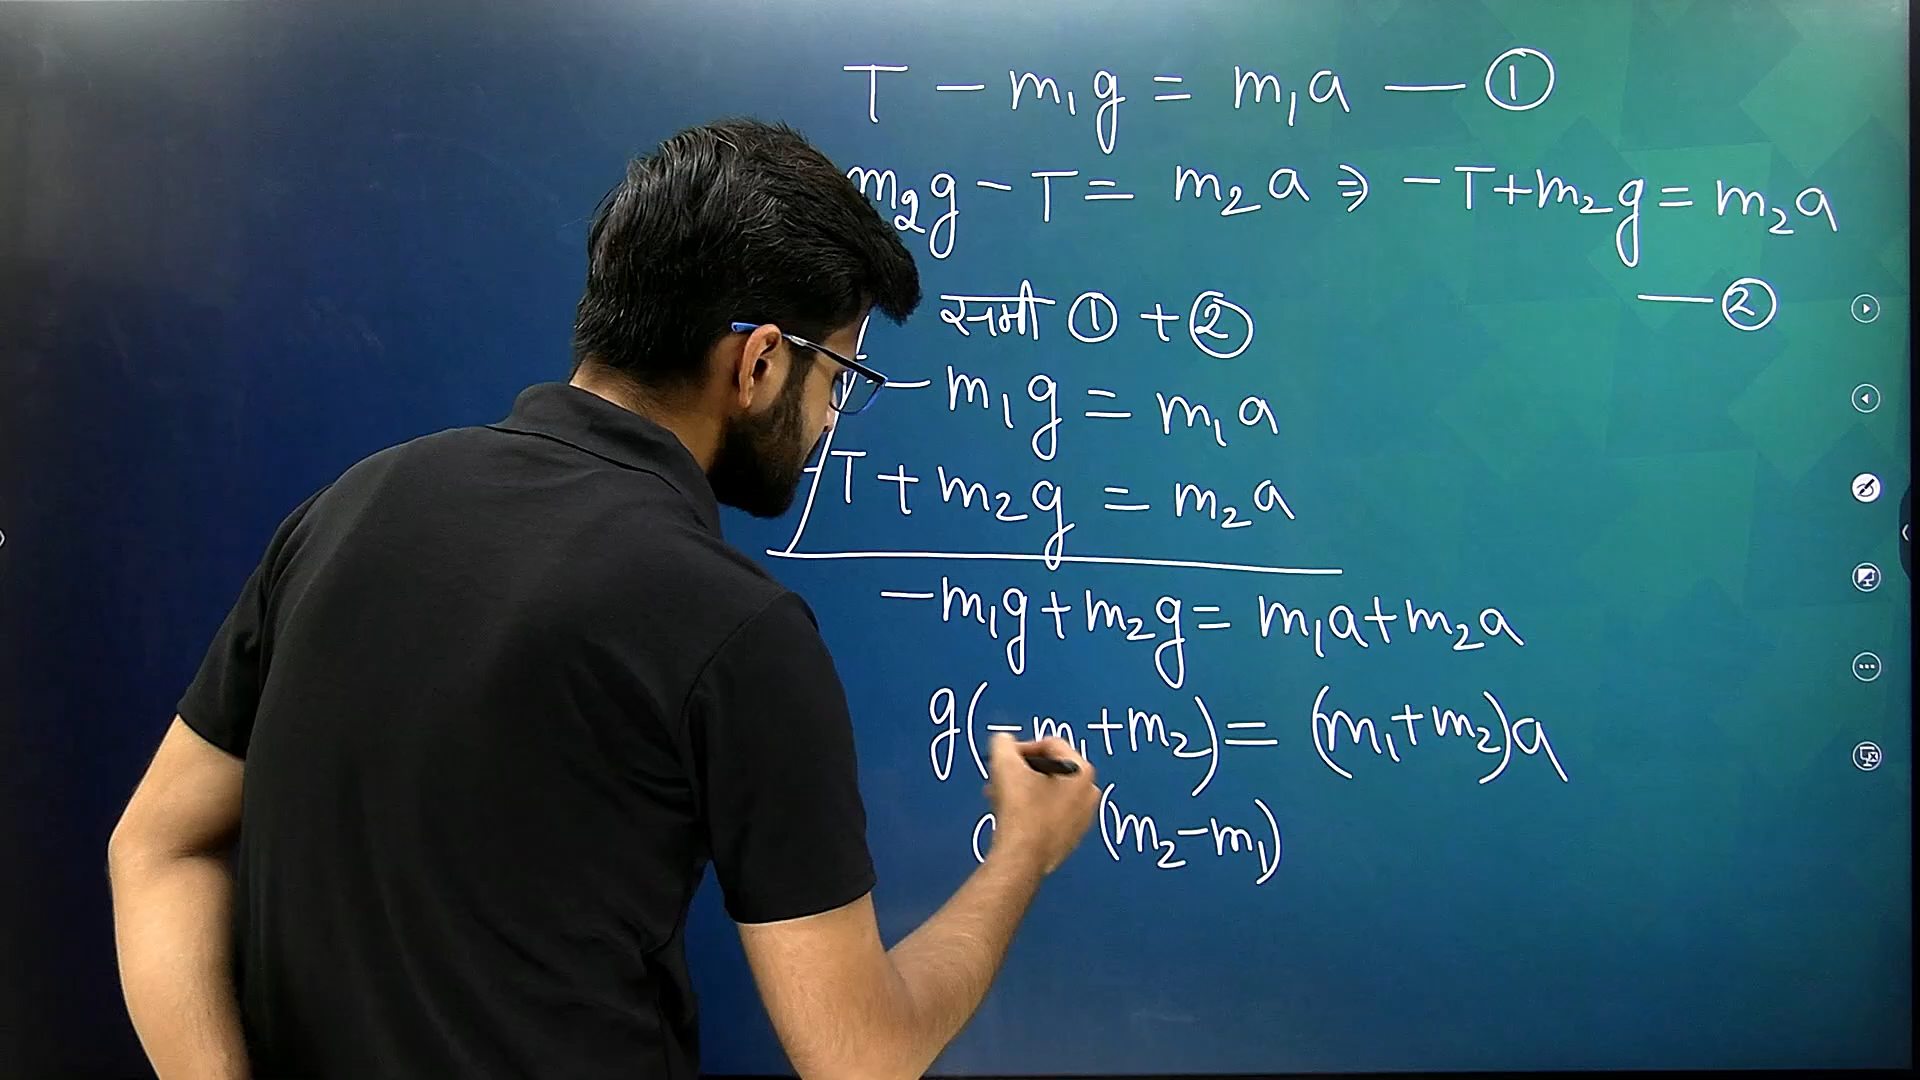 T - m₁g = m₁a — ①
m₂g - T = m₂a ⇒ -T + m₂g = m₂a
— ②
समी ① + ②
- m₁g = m₁a
-T + m₂g = m₂a
-m₁g + m₂g = m₁a + m₂a
g(-m₁ + m₂) = (m₁ + m₂)a
(m₂ - m₁)